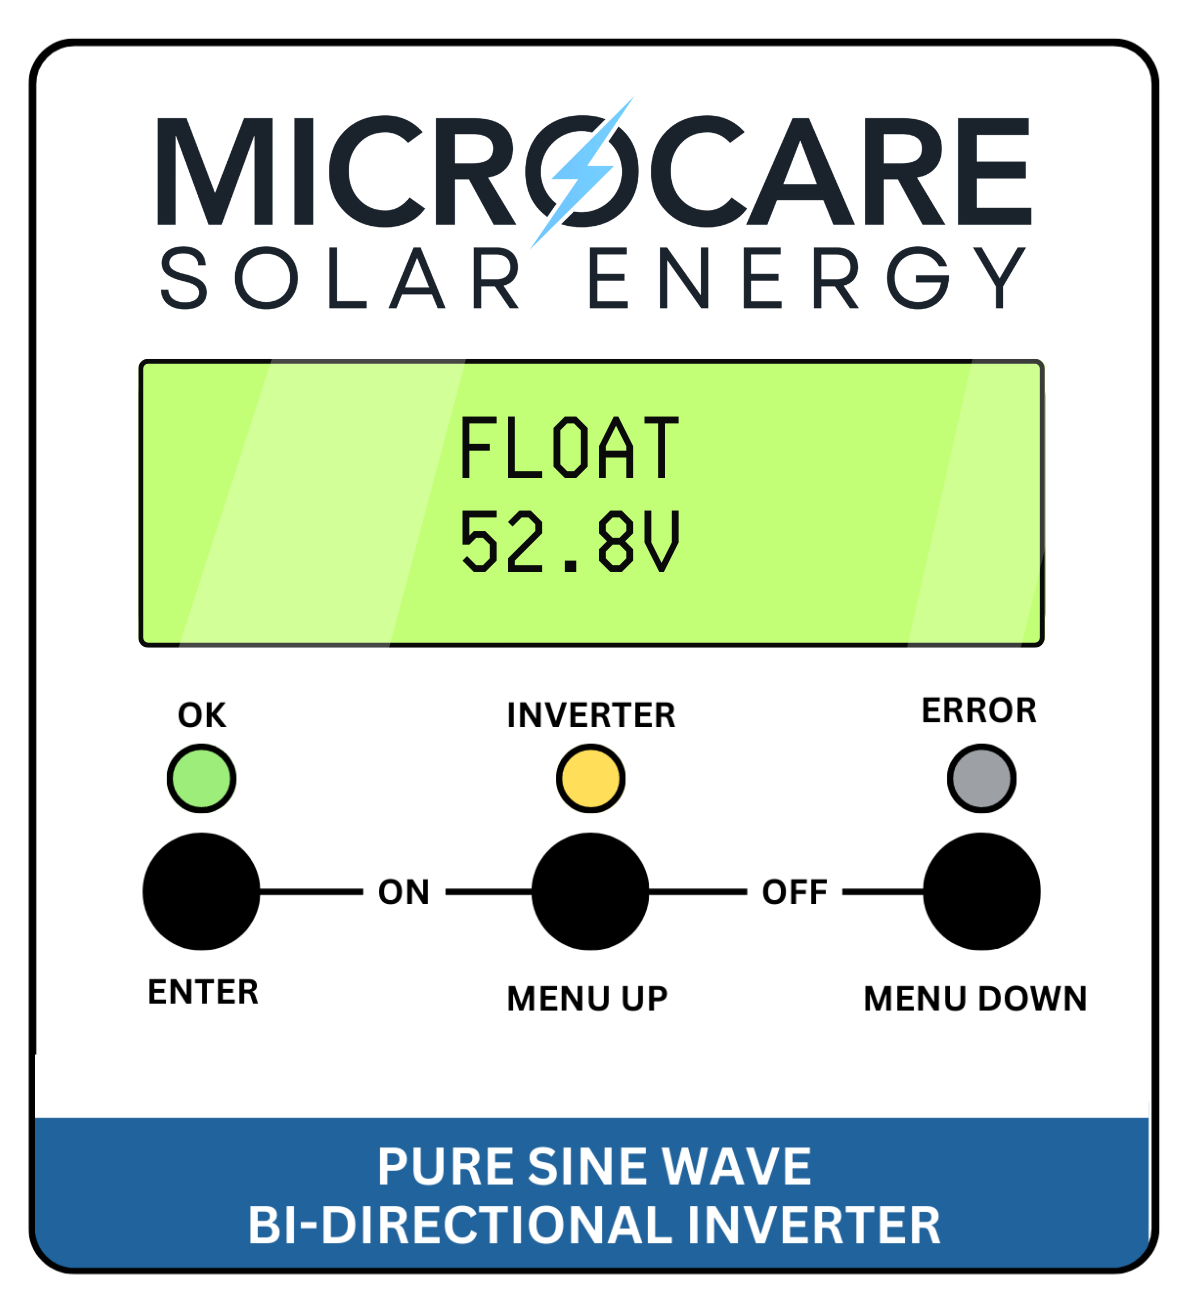 MICROCARE
SOLAR ENERGY
FLOAT
52.8V
OK INVERTER ERROR
ON OFF
ENTER MENU UP MENU DOWN
PURE SINE WAVE
BI-DIRECTIONAL INVERTER